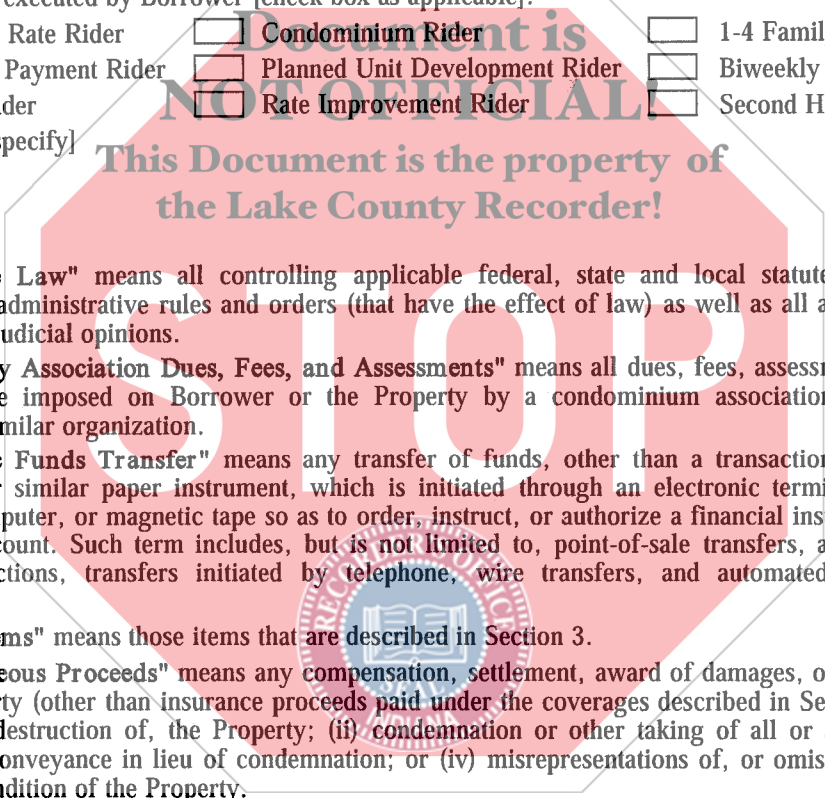 executed by Borrower [check box as applicable]:
Rate Rider Condominium Rider 1-4 Famil
Payment Rider Planned Unit Development Rider Biweekly
der Rate Improvement Rider Second H
pecify]
Document is
NOT OFFICIAL!
This Document is the property of
the Lake County Recorder!
Law" means all controlling applicable federal, state and local statute
administrative rules and orders (that have the effect of law) as well as all a
udicial opinions.
y Association Dues, Fees, and Assessments" means all dues, fees, assessm
e imposed on Borrower or the Property by a condominium association
milar organization.
c Funds Transfer" means any transfer of funds, other than a transaction
r similar paper instrument, which is initiated through an electronic termi
puter, or magnetic tape so as to order, instruct, or authorize a financial ins
count. Such term includes, but is not limited to, point-of-sale transfers, a
ctions, transfers initiated by telephone, wire transfers, and automated
ms" means those items that are described in Section 3.
eous Proceeds" means any compensation, settlement, award of damages, o
rty (other than insurance proceeds paid under the coverages described in Se
destruction of, the Property; (ii) condemnation or other taking of all or
onveyance in lieu of condemnation; or (iv) misrepresentations of, or omis
ndition of the Property.
STOP
RECORDER'S OFFICE
SEAL
INDIANA